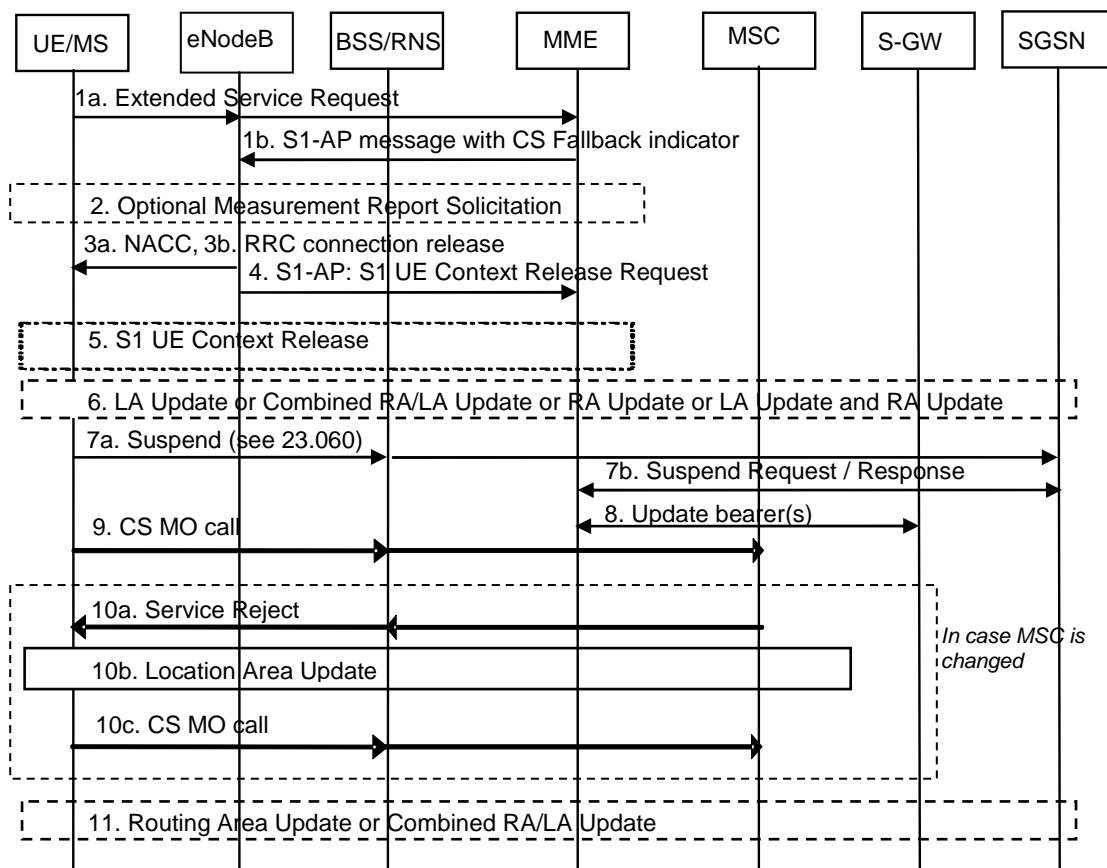 UE/MS
eNodeB
BSS/RNS
MME
MSC
S-GW
SGSN
1a. Extended Service Request
1b. S1-AP message with CS Fallback indicator
2. Optional Measurement Report Solicitation
3a. NACC, 3b. RRC connection release
4. S1-AP: S1 UE Context Release Request
5. S1 UE Context Release
6. LA Update or Combined RA/LA Update or RA Update or LA Update and RA Update
7a. Suspend (see 23.060)
7b. Suspend Request / Response
8. Update bearer(s)
9. CS MO call
10a. Service Reject
In case MSC is
changed
10b. Location Area Update
10c. CS MO call
11. Routing Area Update or Combined RA/LA Update